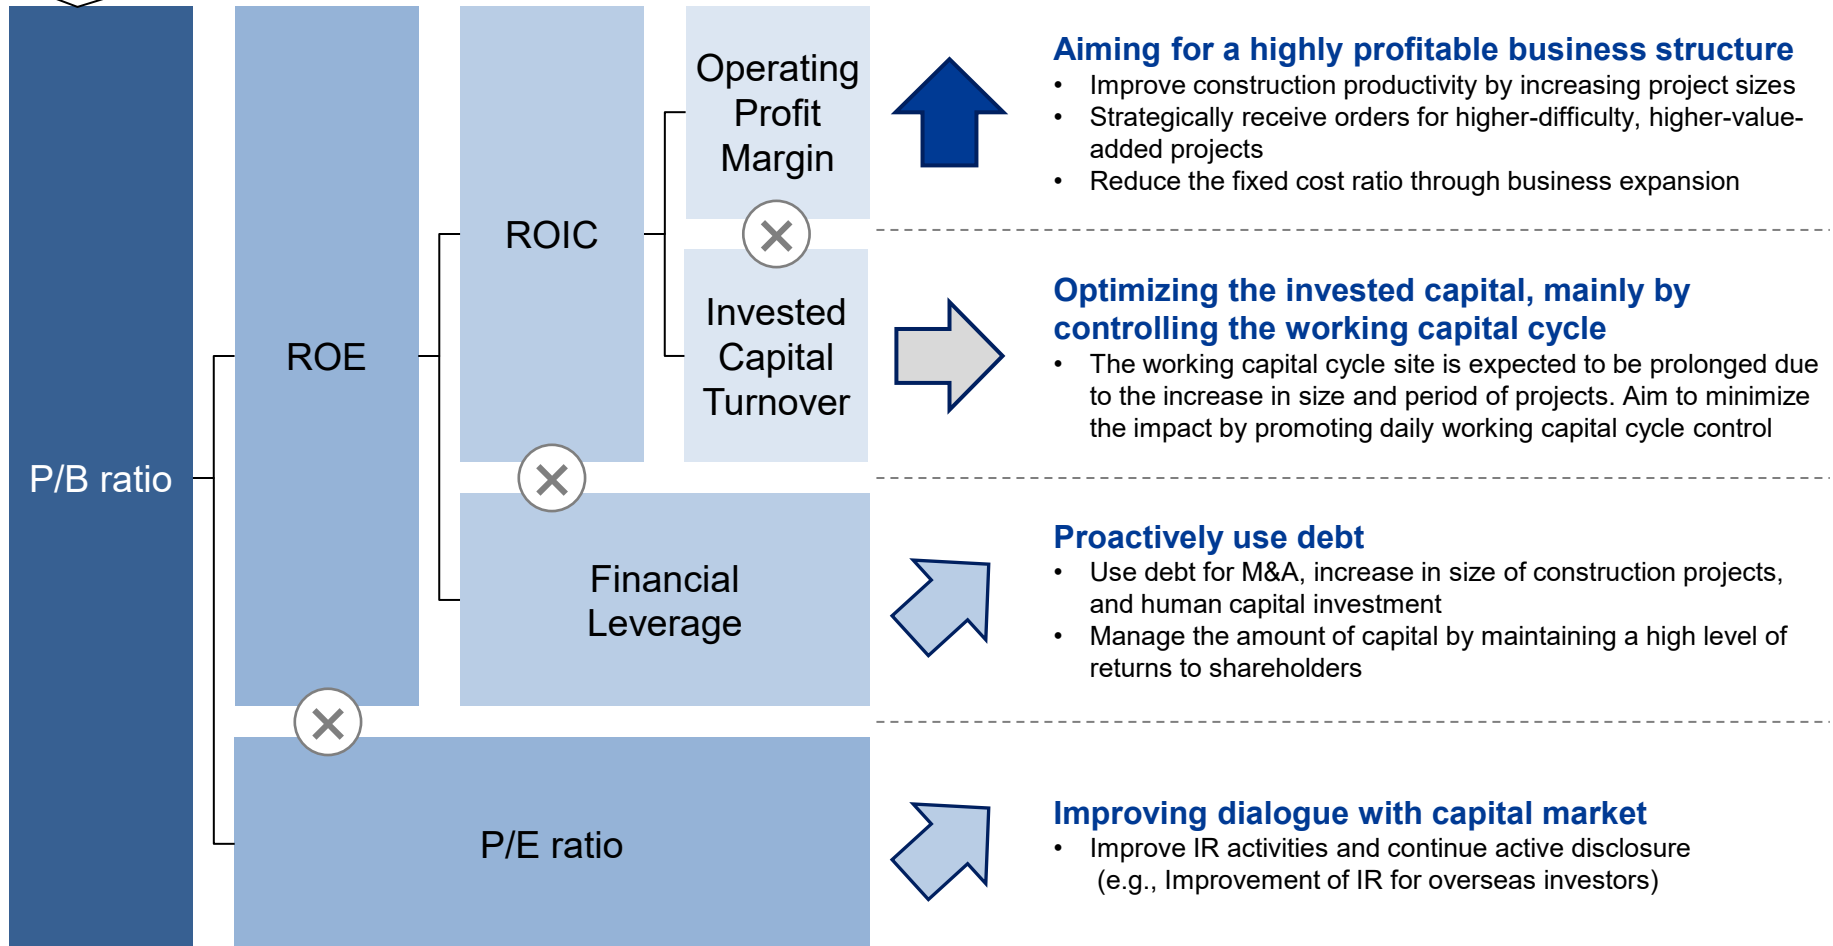 P/B ratio
ROE
ROIC
Operating
Profit
Margin
Invested
Capital
Turnover
Financial
Leverage
P/E ratio
Aiming for a highly profitable business structure
• Improve construction productivity by increasing project sizes
• Strategically receive orders for higher-difficulty, higher-value-
added projects
• Reduce the fixed cost ratio through business expansion
Optimizing the invested capital, mainly by
controlling the working capital cycle
• The working capital cycle site is expected to be prolonged due
to the increase in size and period of projects. Aim to minimize
the impact by promoting daily working capital cycle control
Proactively use debt
• Use debt for M&A, increase in size of construction projects,
and human capital investment
• Manage the amount of capital by maintaining a high level of
returns to shareholders
Improving dialogue with capital market
• Improve IR activities and continue active disclosure
(e.g., Improvement of IR for overseas investors)